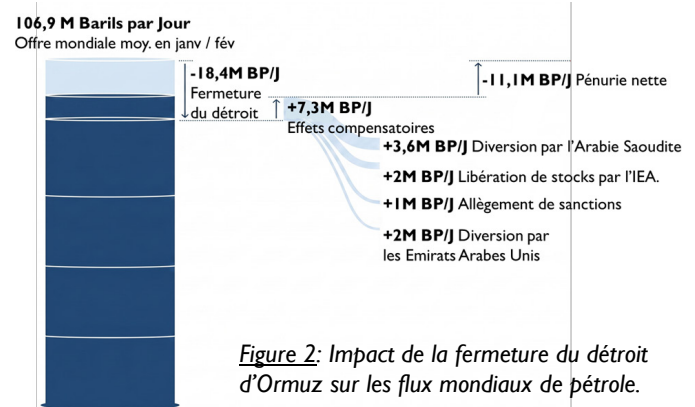 106,9 M Barils par Jour
Offre mondiale moy. en janv / fév
-18,4M BP/J
Fermeture
du détroit
+7,3M BP/J
Effets compensatoires
-11,1M BP/J Pénurie nette
+3,6M BP/J Diversion par l'Arabie Saoudite
+2M BP/J Libération de stocks par l'IEA.
+1M BP/J Allègement de sanctions
+2M BP/J Diversion par
les Emirats Arabes Unis
Figure 2: Impact de la fermeture du détroit
d'Ormuz sur les flux mondiaux de pétrole.